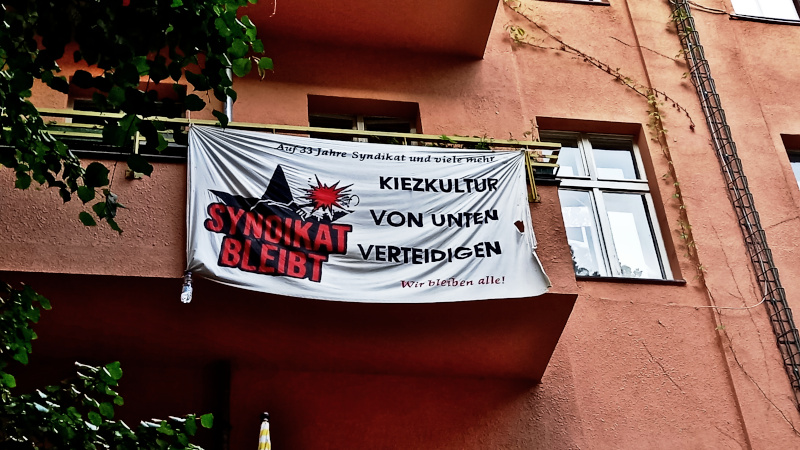 Auf 33 Jahre Syndikat und viele mehr
SYNDIKAT
BLEIBT
KIEZKULTUR
VON UNTEN
VERTEIDIGEN
Wir bleiben alle!